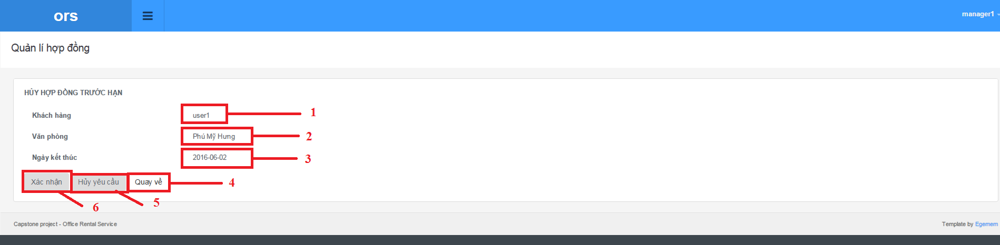 ors
manager1
Quản lí hợp đồng
HỦY HỢP ĐỒNG TRƯỚC HẠN
Khách hàng user1 1
Văn phòng Phú Mỹ Hưng 2
Ngày kết thúc 2016-06-02 3
Xác nhận Hủy yêu cầu Quay về 4
6 5
Capstone project - Office Rental Service Template by Egemem